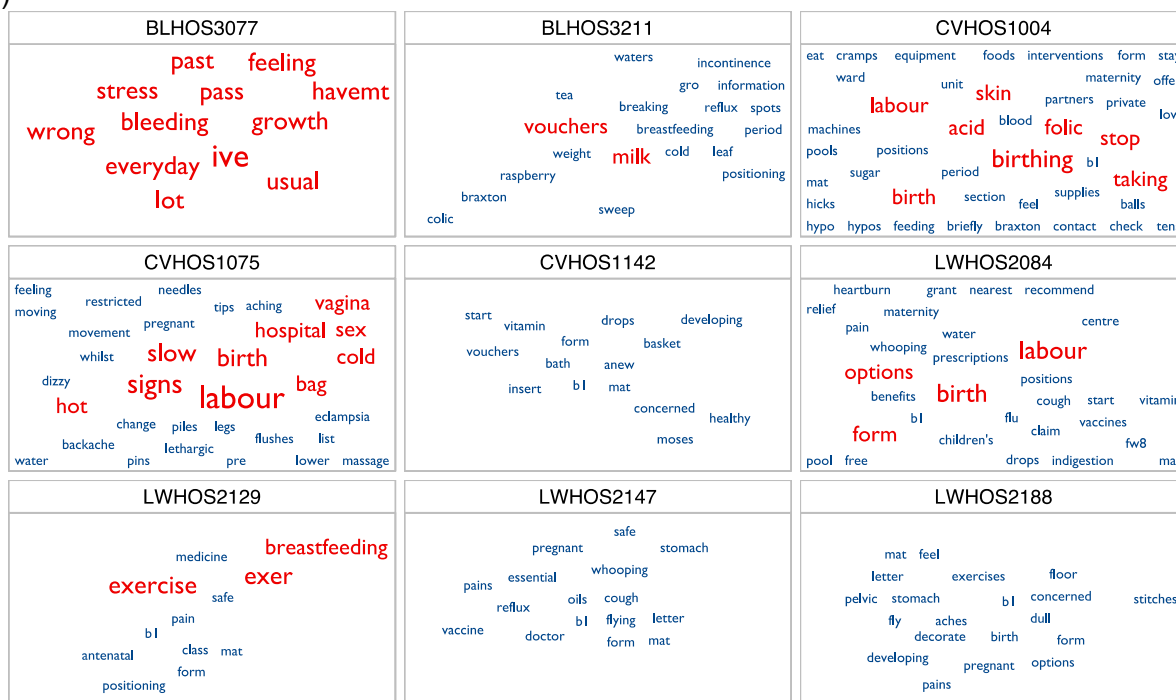 )
BLHOS3077
past feeling
stress pass havemt
wrong bleeding growth
everyday ive
usual
lot
BLHOS3211
waters
incontinence
gro information
tea
breaking reflux spots
vouchers breastfeeding period
weight milk cold leaf
raspberry positioning
braxton
sweep
colic
CVHOS1004
eat cramps equipment foods interventions form
ward unit maternity
labour skin partners private
machines acid blood folic stop
pools positions birthing bl
mat sugar period taking
hicks birth section feel supplies balls
hypo hypos feeding briefly braxton contact check
CVHOS1075
feeling needles
restricted tips aching vagina
moving
movement pregnant hospital sex
whilst slow birth cold
dizzy signs labour bag
hot
change piles legs eclampsia
backache lethargic flushes list
water pins pre lower massage
CVHOS1142
start vitamin drops developing
form basket
vouchers bath anew
insert bl mat
concerned healthy
moses
LWHOS2084
heartburn grant nearest recommend
relief maternity
pain water centre
whooping prescriptions labour
options positions
benefits birth cough start vitamin
bl flu vaccines
form children's claim fw8
pool free drops indigestion
LWHOS2129
medicine breastfeeding
exercise exer
safe
pain
bl
antenatal class mat
form
positioning
LWHOS2147
safe
pregnant stomach
pains essential whooping
reflux oils cough
vaccine bl flying letter
doctor form mat
LWHOS2188
mat feel
letter exercises floor
pelvic stomach bl concerned stitches
fly aches dull
decorate birth form
developing pregnant options
pains